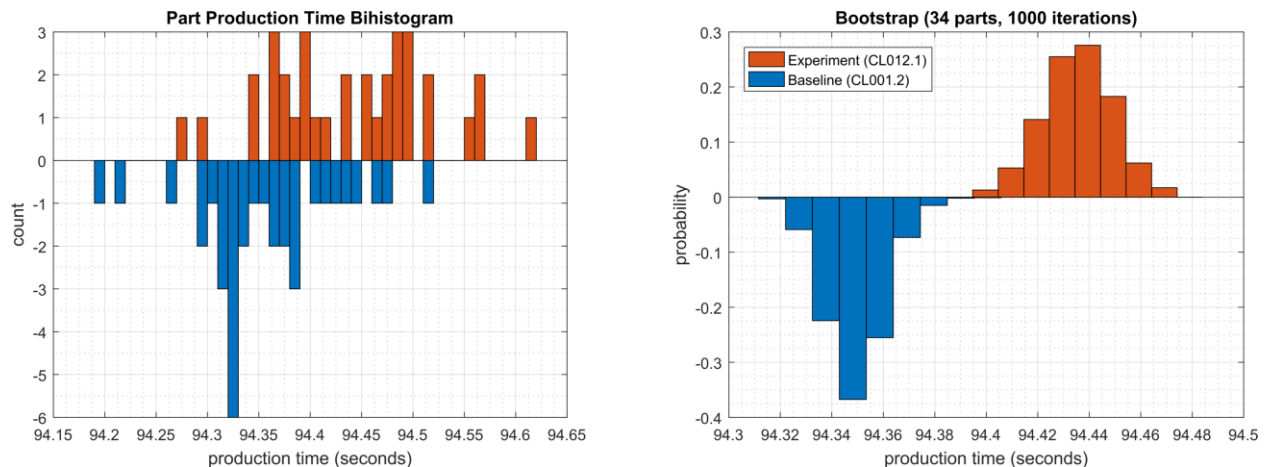 Part Production Time Bihistogram
3
2
1
0
-1
-2
-3
-4
-5
-6
count
94.15 94.2 94.25 94.3 94.35 94.4 94.45 94.5 94.55 94.6 94.65
production time (seconds)
Bootstrap (34 parts, 1000 iterations)
Experiment (CL012.1)
Baseline (CL001.2)
0.3
0.2
0.1
0
-0.1
-0.2
-0.3
-0.4
probability
94.3 94.32 94.34 94.36 94.38 94.4 94.42 94.44 94.46 94.48 94.5
production time (seconds)